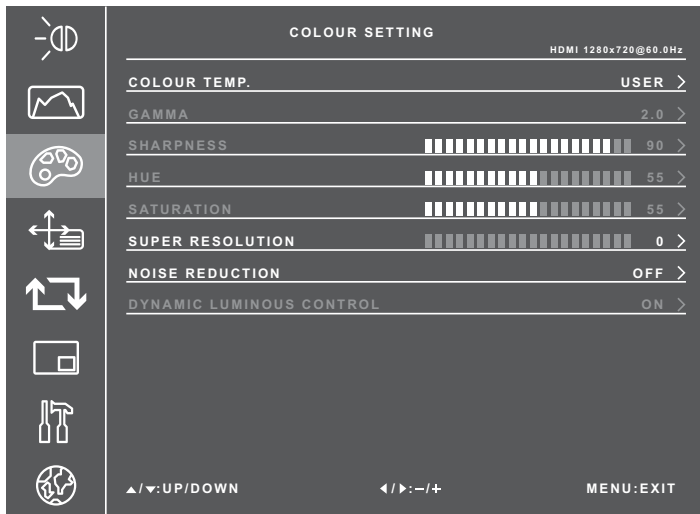 COLOUR SETTING
HDMI 1280x720@60.0Hz
COLOUR TEMP. USER >
GAMMA 2.0 >
SHARPNESS 90 >
HUE 55 >
SATURATION 55 >
SUPER RESOLUTION 0 >
NOISE REDUCTION OFF >
DYNAMIC LUMINOUS CONTROL ON >
▲/▼:UP/DOWN ◀/▶:−/+ MENU:EXIT